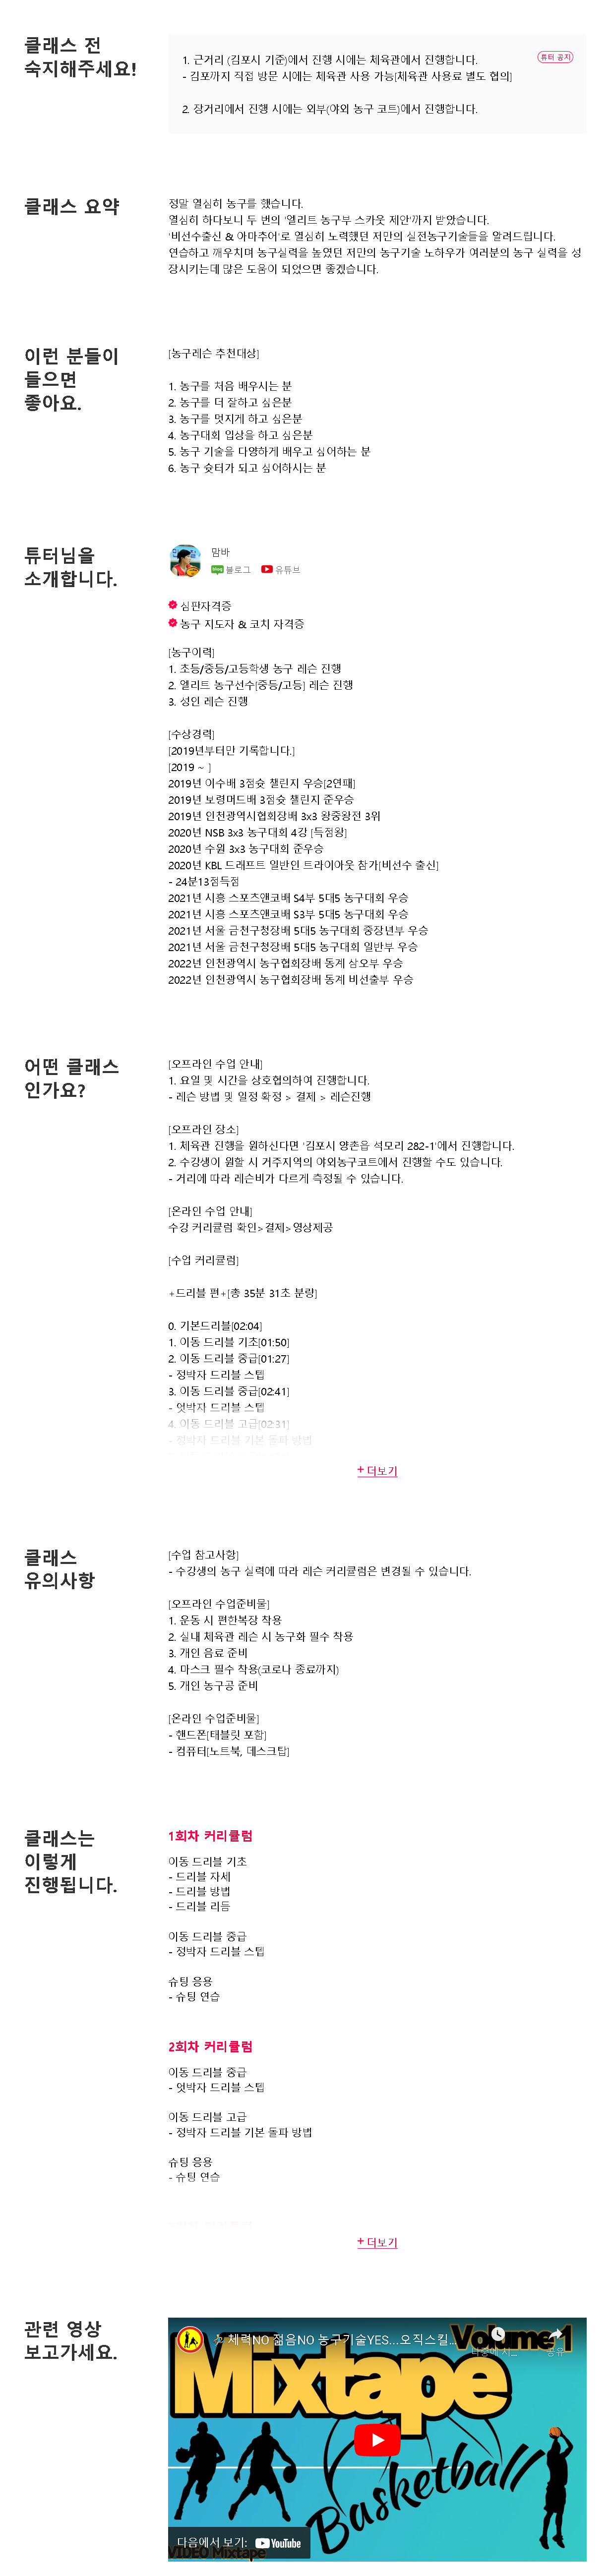 클래스 전
숙지해주세요!
튜터 공지
1. 근거리 (김포시 기준)에서 진행 시에는 체육관에서 진행합니다.
- 김포까지 직접 방문 시에는 체육관 사용 가능[체육관 사용료 별도 협의]
2. 장거리에서 진행 시에는 외부(야외 농구 코트)에서 진행합니다.
클래스 요약
정말 열심히 농구를 했습니다.
열심히 하다보니 두 번의 '엘리트 농구부 스카웃 제안'까지 받았습니다.
'비선수출신 & 아마추어'로 열심히 노력했던 저만의 실전농구기술들을 알려드립니다.
연습하고 깨우치며 농구실력을 높였던 저만의 농구기술 노하우가 여러분의 농구 실력을 성
장시키는데 많은 도움이 되었으면 좋겠습니다.
이런 분들이
들으면
좋아요.
[농구레슨 추천대상]
1. 농구를 처음 배우시는 분
2. 농구를 더 잘하고 싶은분
3. 농구를 멋지게 하고 싶은분
4. 농구대회 입상을 하고 싶은분
5. 농구 기술을 다양하게 배우고 싶어하는 분
6. 농구 슛터가 되고 싶어하시는 분
튜터님을
소개합니다.
맘바
blog 블로그 유튜브
심판자격증
농구 지도자 & 코치 자격증
[농구이력]
1. 초등/중등/고등학생 농구 레슨 진행
2. 엘리트 농구선수[중등/고등] 레슨 진행
3. 성인 레슨 진행
[수상경력]
[2019년부터만 기록합니다.]
[2019 ~ ]
2019년 이수배 3점슛 챌린지 우승[2연패]
2019년 보령머드배 3점슛 챌린지 준우승
2019년 인천광역시협회장배 3x3 왕중왕전 3위
2020년 NSB 3x3 농구대회 4강 [득점왕]
2020년 수원 3x3 농구대회 준우승
2020년 KBL 드래프트 일반인 트라이아웃 참가[비선수 출신]
- 24분13점득점
2021년 시흥 스포츠앤코배 S4부 5대5 농구대회 우승
2021년 시흥 스포츠앤코배 S3부 5대5 농구대회 우승
2021년 서울 금천구청장배 5대5 농구대회 중장년부 우승
2021년 서울 금천구청장배 5대5 농구대회 일반부 우승
2022년 인천광역시 농구협회장배 동계 삼오부 우승
2022년 인천광역시 농구협회장배 동계 비선출부 우승
어떤 클래스
인가요?
[오프라인 수업 안내]
1. 요일 및 시간을 상호협의하여 진행합니다.
- 레슨 방법 및 일정 확정 > 결제 > 레슨진행
[오프라인 장소]
1. 체육관 진행을 원하신다면 '김포시 양촌읍 석모리 282-1'에서 진행합니다.
2. 수강생이 원할 시 거주지역의 야외농구코트에서 진행할 수도 있습니다.
- 거리에 따라 레슨비가 다르게 측정될 수 있습니다.
[온라인 수업 안내]
수강 커리큘럼 확인>결제>영상제공
[수업 커리큘럼]
+드리블 편+[총 35분 31초 분량]
0. 기본드리블[02:04]
1. 이동 드리블 기초[01:50]
2. 이동 드리블 중급[01:27]
- 정박자 드리블 스텝
3. 이동 드리블 중급[02:41]
- 엇박자 드리블 스텝
4. 이동 드리블 고급[02:31]
- 정박자 드리블 기본 돌파 방법
+ 더보기
클래스
유의사항
[수업 참고사항]
- 수강생의 농구 실력에 따라 레슨 커리큘럼은 변경될 수 있습니다.
[오프라인 수업준비물]
1. 운동 시 편한복장 착용
2. 실내 체육관 레슨 시 농구화 필수 착용
3. 개인 음료 준비
4. 마스크 필수 착용(코로나 종료까지)
5. 개인 농구공 준비
[온라인 수업준비물]
- 핸드폰[태블릿 포함]
- 컴퓨터[노트북, 데스크탑]
클래스는
이렇게
진행됩니다.
1회차 커리큘럼
이동 드리블 기초
- 드리블 자세
- 드리블 방법
- 드리블 리듬
이동 드리블 중급
- 정박자 드리블 스텝
슈팅 응용
- 슈팅 연습
2회차 커리큘럼
이동 드리블 중급
- 엇박자 드리블 스텝
이동 드리블 고급
- 정박자 드리블 기본 돌파 방법
슈팅 응용
- 슈팅 연습
+ 더보기
관련 영상
보고가세요.
체력NO 젊음NO 농구기술YES...오직스킬...
Volume 1
공유
Mixtape
Basketball
다음에서 보기: YouTube
VIDEO Mixtape